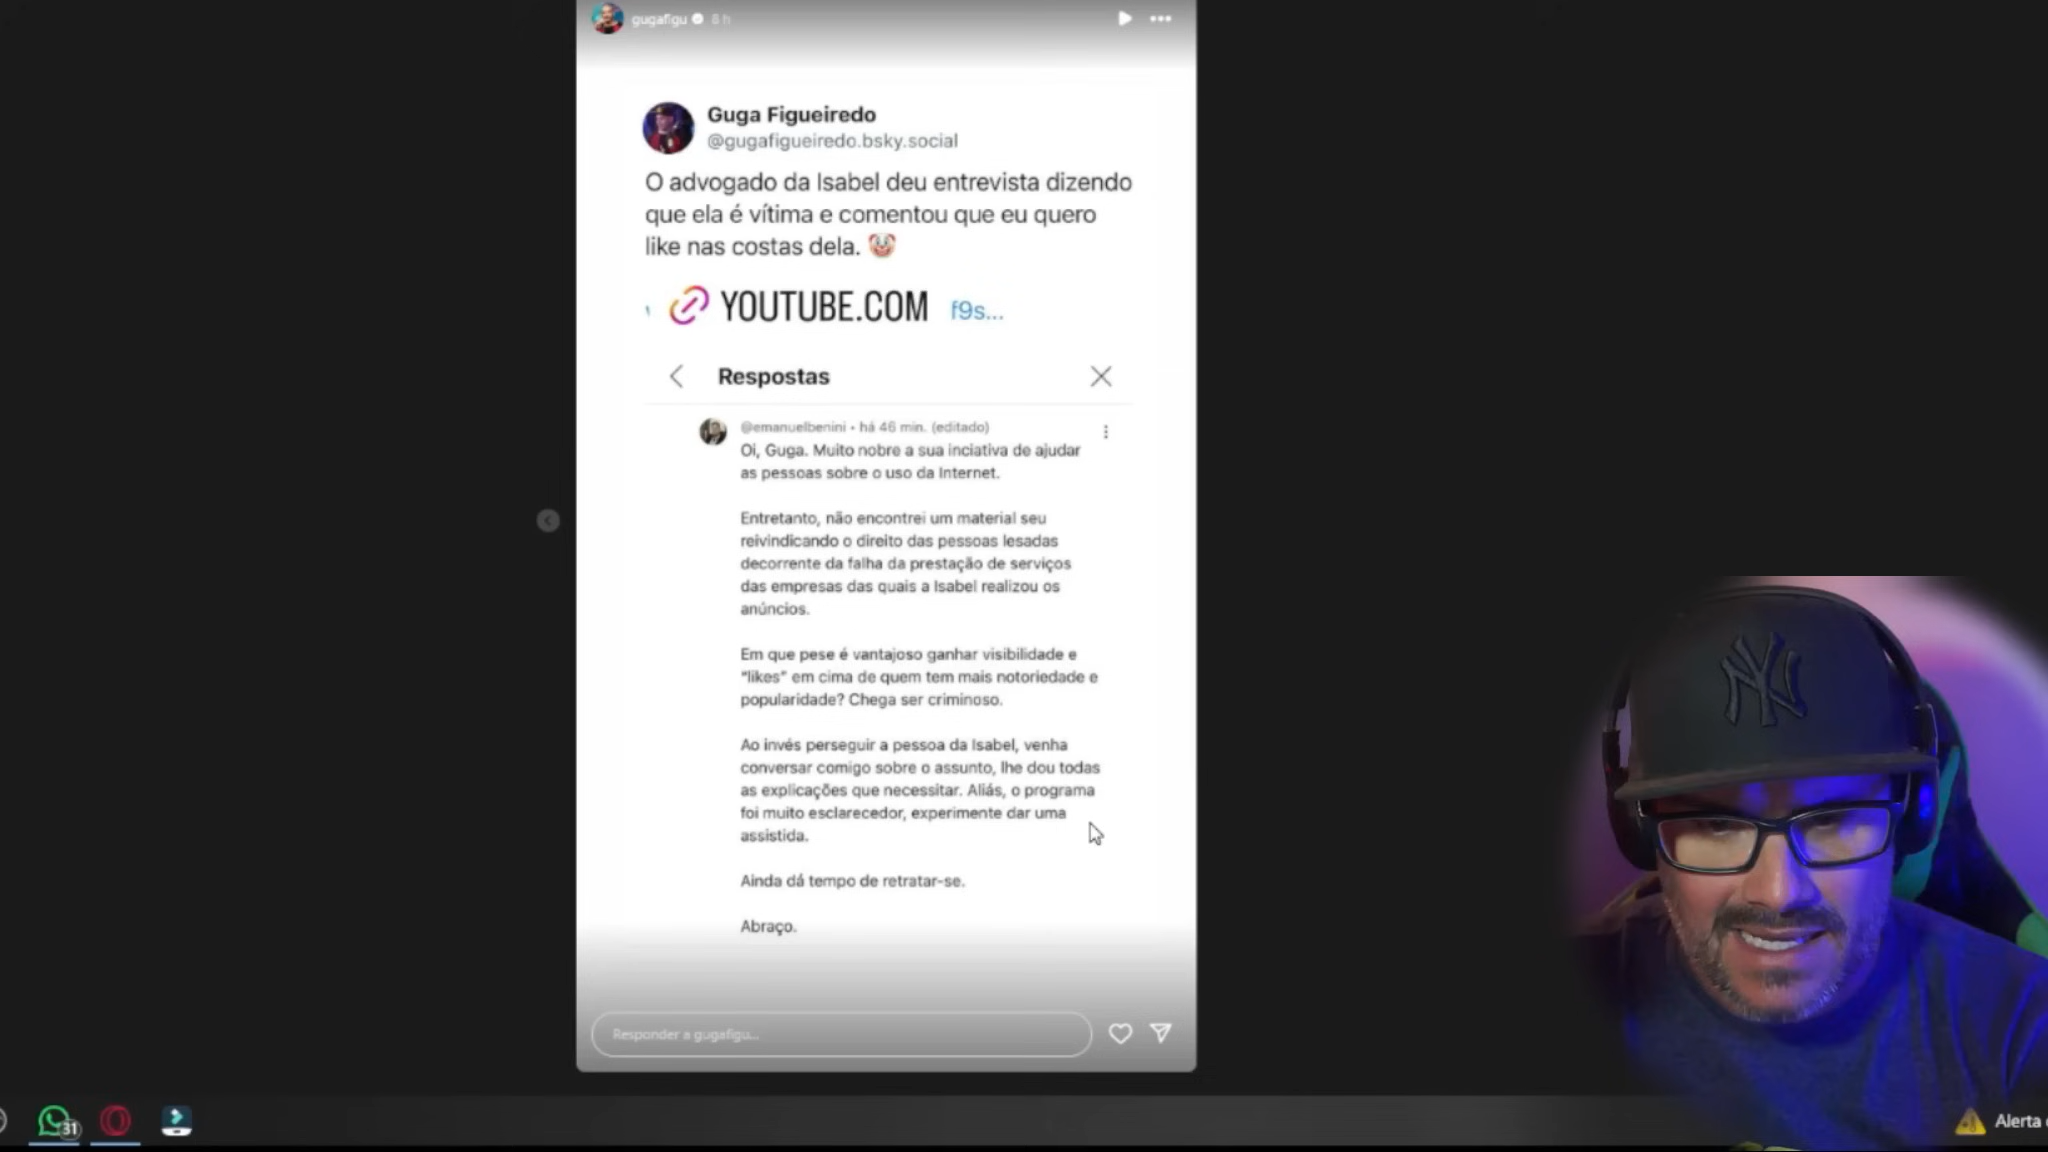 gugafigu 8 h
Guga Figueiredo
@gugafigueiredo.bsky.social
O advogado da Isabel deu entrevista dizendo
que ela é vítima e comentou que eu quero
like nas costas dela. 🤡
YOUTUBE.COM f9s...
Respostas
@emanuelbenini • há 46 min. (editado)
Oi, Guga. Muito nobre a sua inciativa de ajudar
as pessoas sobre o uso da Internet.
Entretanto, não encontrei um material seu
reivindicando o direito das pessoas lesadas
decorrente da falha da prestação de serviços
das empresas das quais a Isabel realizou os
anúncios.
Em que pese é vantajoso ganhar visibilidade e
"likes" em cima de quem tem mais notoriedade e
popularidade? Chega ser criminoso.
Ao invés perseguir a pessoa da Isabel, venha
conversar comigo sobre o assunto, lhe dou todas
as explicações que necessitar. Aliás, o programa
foi muito esclarecedor, experimente dar uma
assistida.
Ainda dá tempo de retratar-se.
Abraço.
Responder a gugafigu...
NY
31
Alerta